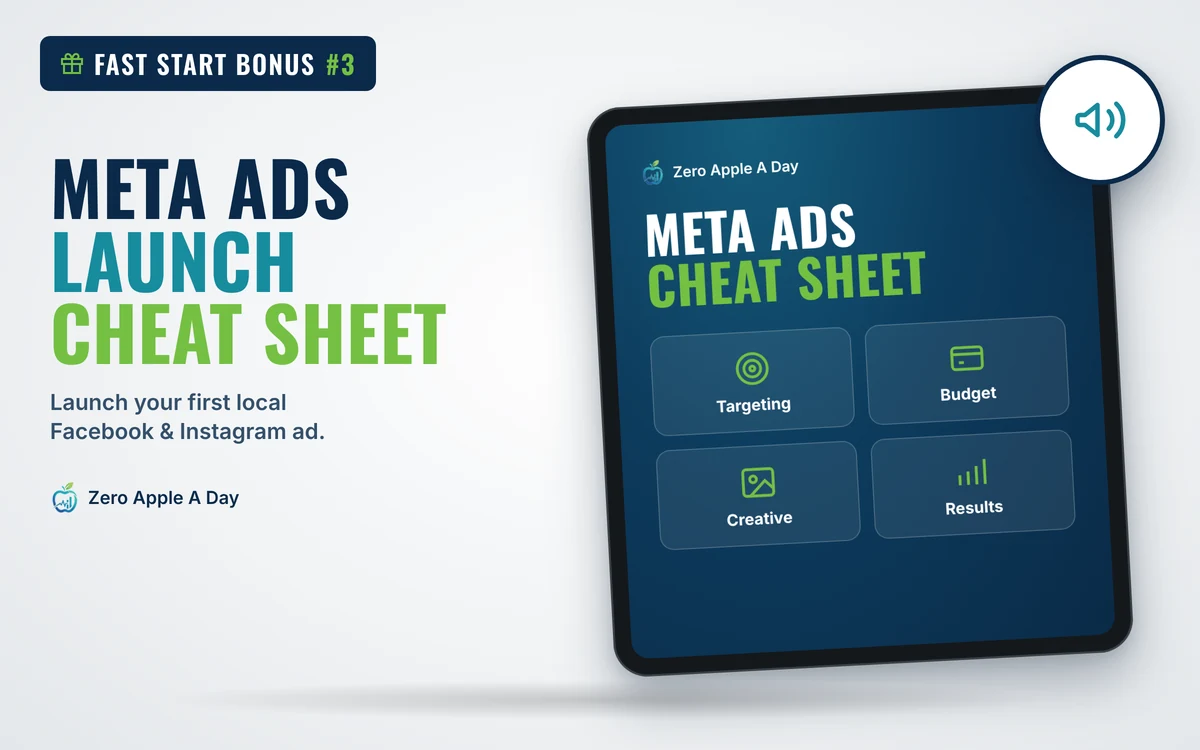 FAST START BONUS #3
META ADS
LAUNCH
CHEAT SHEET
Launch your first local
Facebook & Instagram ad.
Zero Apple A Day
Zero Apple A Day
META ADS
CHEAT SHEET
Targeting
Budget
Creative
Results